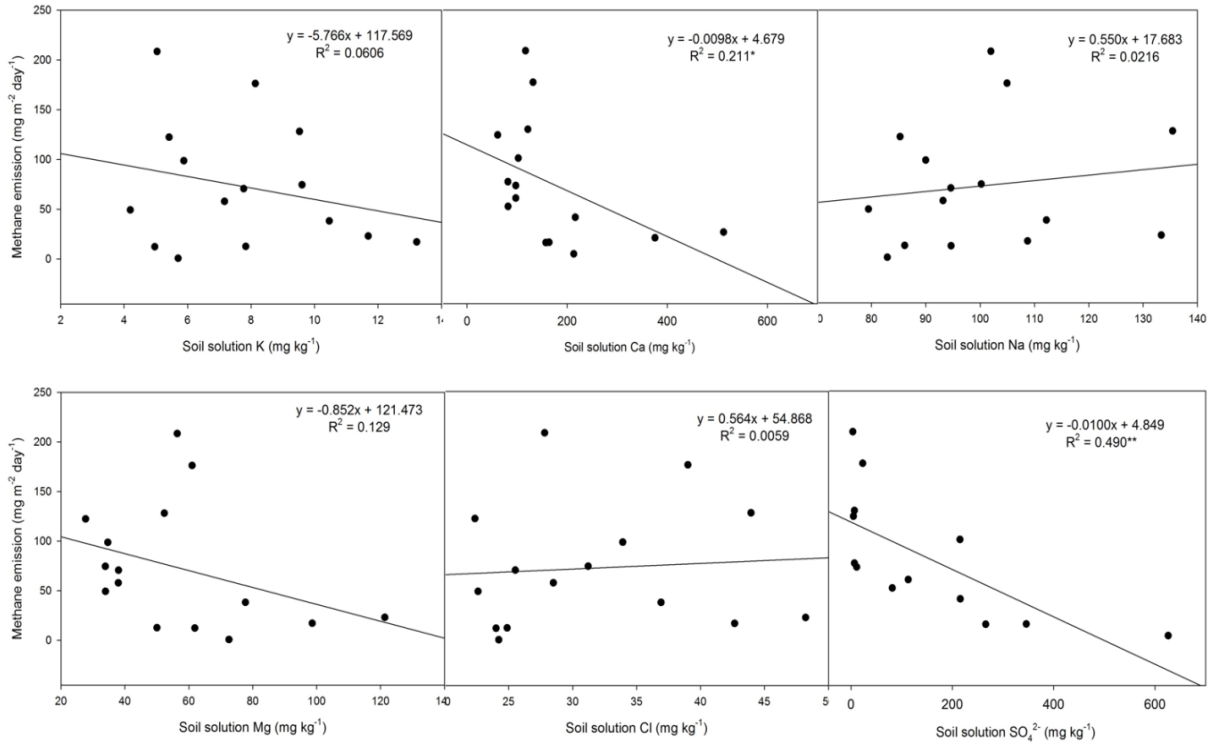 y = -5.766x + 117.569
R² = 0.0606
y = -0.0098x + 4.679
R² = 0.211*
y = 0.550x + 17.683
R² = 0.0216
Methane emission (mg m⁻² day⁻¹)
250
200
150
100
50
0
-50
2 4 6 8 10 12 14
0 200 400 600
80 90 100 110 120 130 140
Soil solution K (mg kg⁻¹)
Soil solution Ca (mg kg⁻¹)
Soil solution Na (mg kg⁻¹)
y = -0.852x + 121.473
R² = 0.129
y = 0.564x + 54.868
R² = 0.0059
y = -0.0100x + 4.849
R² = 0.490**
Methane emission (mg m⁻² day⁻¹)
250
200
150
100
50
0
-50
20 40 60 80 100 120
25 30 35 40 45
0 200 400 600
Soil solution Mg (mg kg⁻¹)
Soil solution Cl (mg kg⁻¹)
Soil solution SO₄²⁻ (mg kg⁻¹)